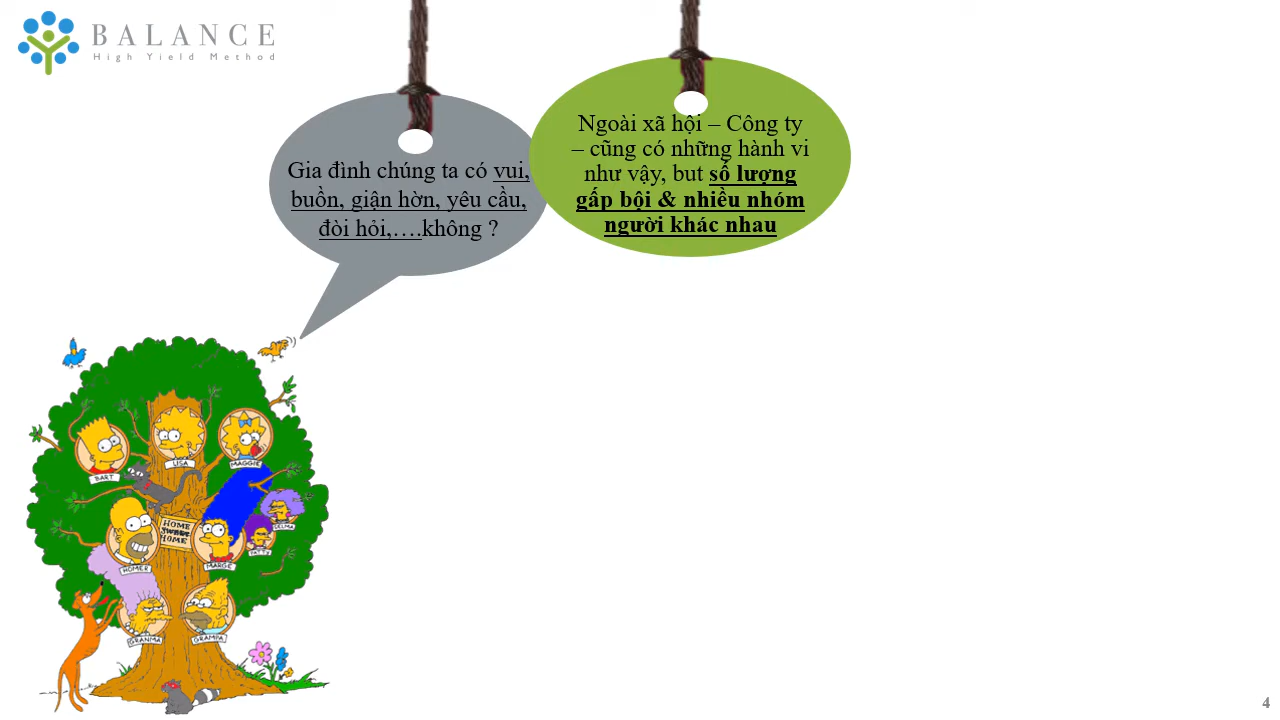 BALANCE
High Yield Method
Gia đình chúng ta có vui,
buồn, giận hờn, yêu cầu,
đòi hỏi,….không ?
Ngoài xã hội – Công ty
– cũng có những hành vi
như vậy, but số lượng
gấp bội & nhiều nhóm
người khác nhau
BART
LISA
MAGGIE
SELMA
PATTY
HOME
SWEET
HOME
HOMER
MARGE
GRANMA
GRAMPA
4